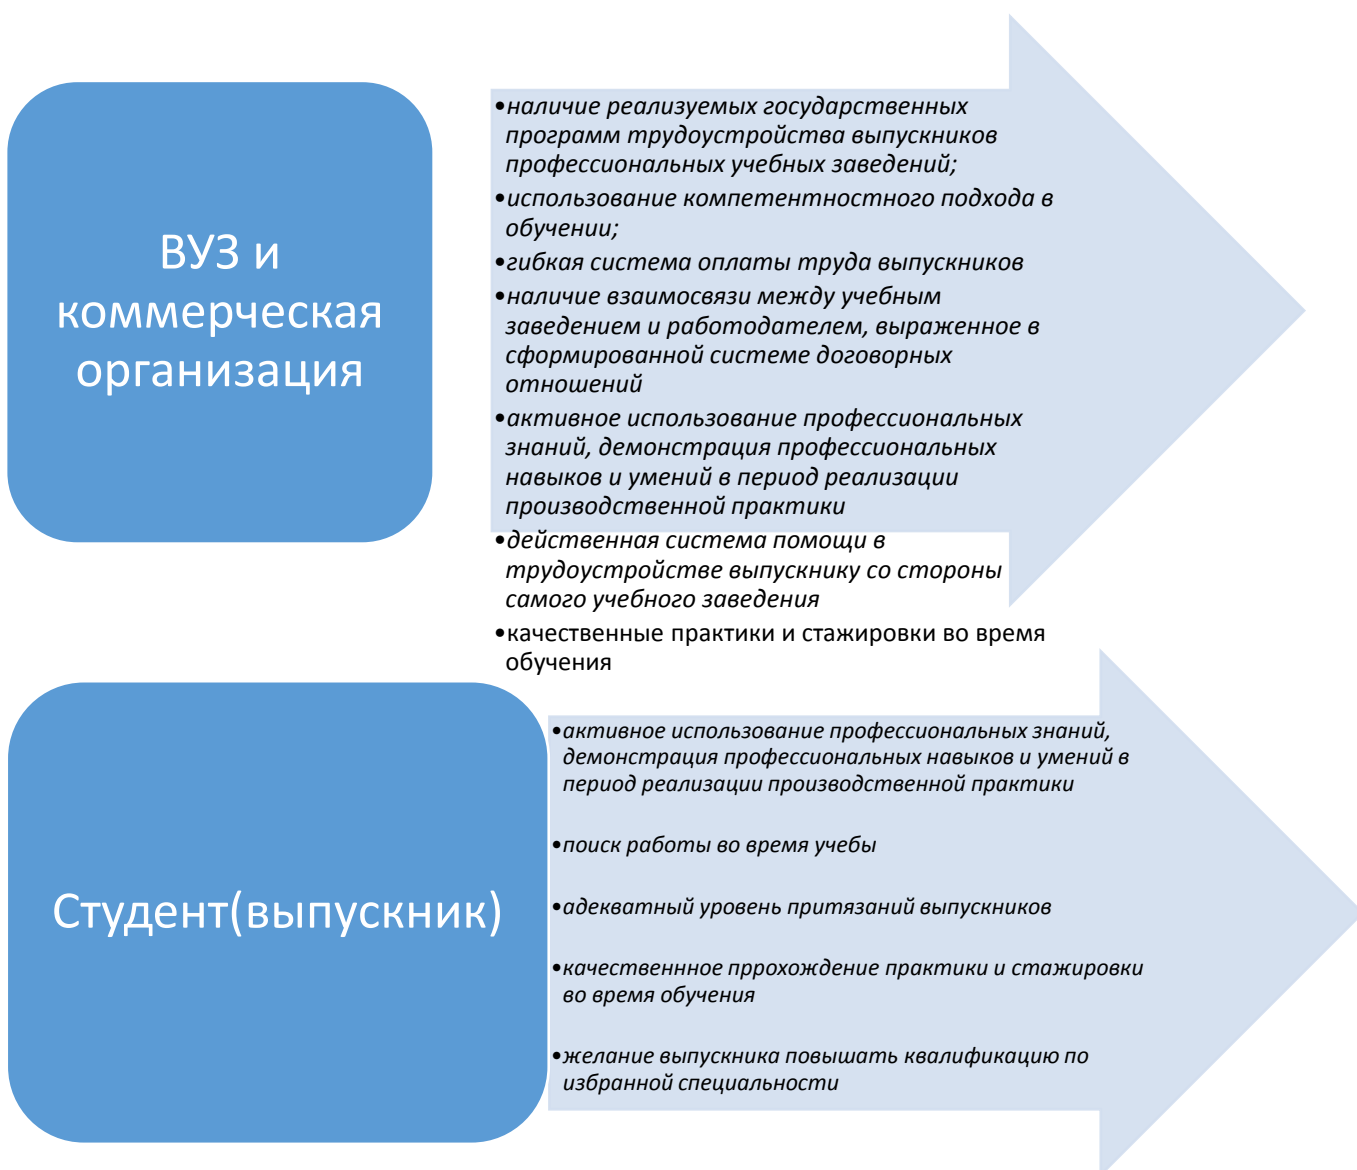 ВУЗ и
коммерческая
организация
•наличие реализуемых государственных
программ трудоустройства выпускников
профессиональных учебных заведений;
•использование компетентностного подхода в
обучении;
•гибкая система оплаты труда выпускников
•наличие взаимосвязи между учебным
заведением и работодателем, выраженное в
сформированной системе договорных
отношений
•активное использование профессиональных
знаний, демонстрация профессиональных
навыков и умений в период реализации
производственной практики
•действенная система помощи в
трудоустройстве выпускнику со стороны
самого учебного заведения
•качественные практики и стажировки во время
обучения
Студент(выпускник)
•активное использование профессиональных знаний,
демонстрация профессиональных навыков и умений в
период реализации производственной практики
•поиск работы во время учебы
•адекватный уровень притязаний выпускников
•качественнное пррохождение практики и стажировки
во время обучения
•желание выпускника повышать квалификацию по
избранной специальности